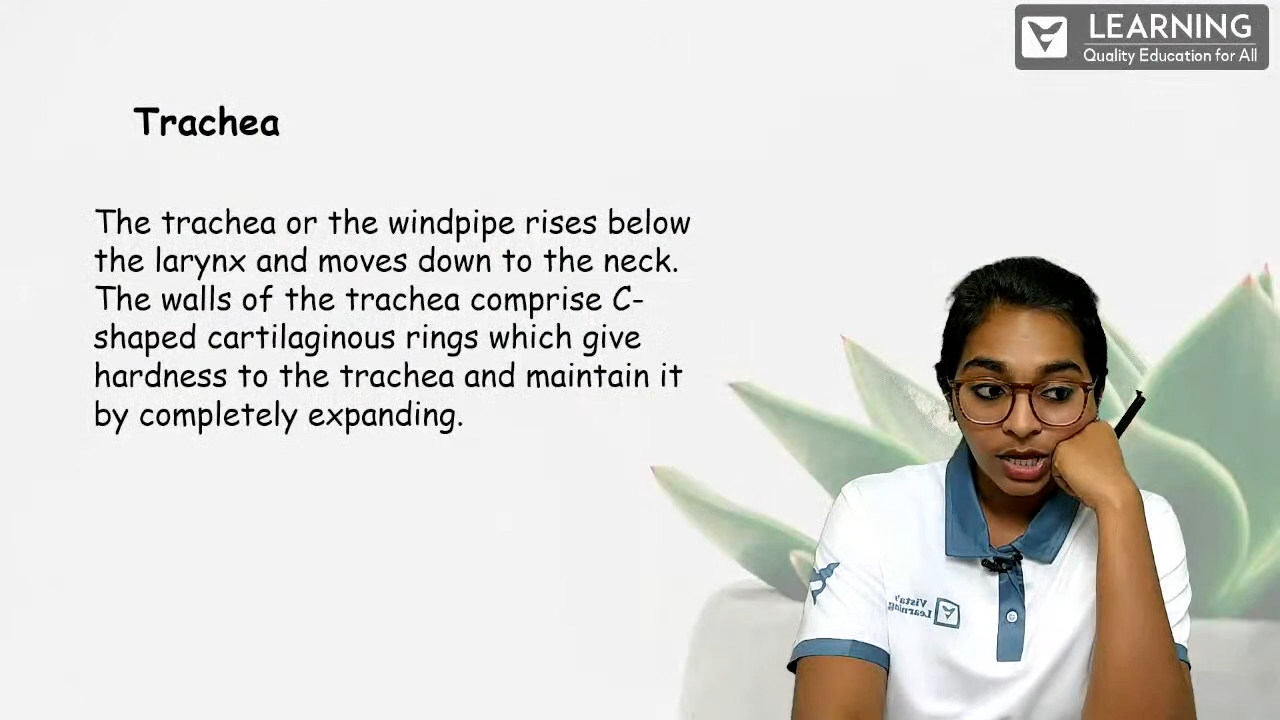 LEARNING
Quality Education for All
Trachea
The trachea or the windpipe rises below
the larynx and moves down to the neck.
The walls of the trachea comprise C-
shaped cartilaginous rings which give
hardness to the trachea and maintain it
by completely expanding.
Vista's
Learning